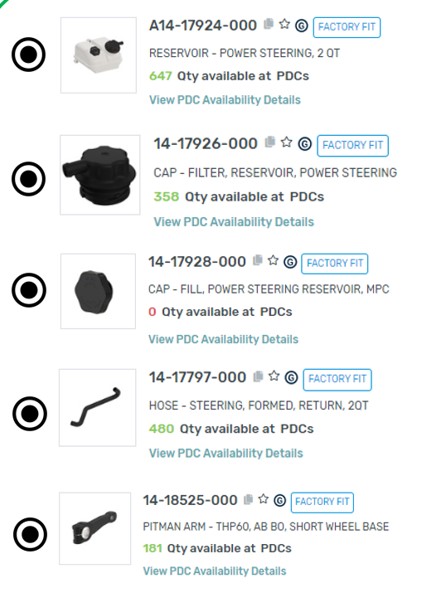 A14-17924-000 G FACTORY FIT
RESERVOIR - POWER STEERING, 2 QT
647 Qty available at PDCs
View PDC Availability Details
14-17926-000 G FACTORY FIT
CAP - FILTER, RESERVOIR, POWER STEERING
358 Qty available at PDCs
View PDC Availability Details
14-17928-000 G FACTORY FIT
CAP - FILL, POWER STEERING RESERVOIR, MPC
0 Qty available at PDCs
View PDC Availability Details
14-17797-000 G FACTORY FIT
HOSE - STEERING, FORMED, RETURN, 2QT
480 Qty available at PDCs
View PDC Availability Details
14-18525-000 G FACTORY FIT
PITMAN ARM - THP60, AB BO, SHORT WHEEL BASE
181 Qty available at PDCs
View PDC Availability Details